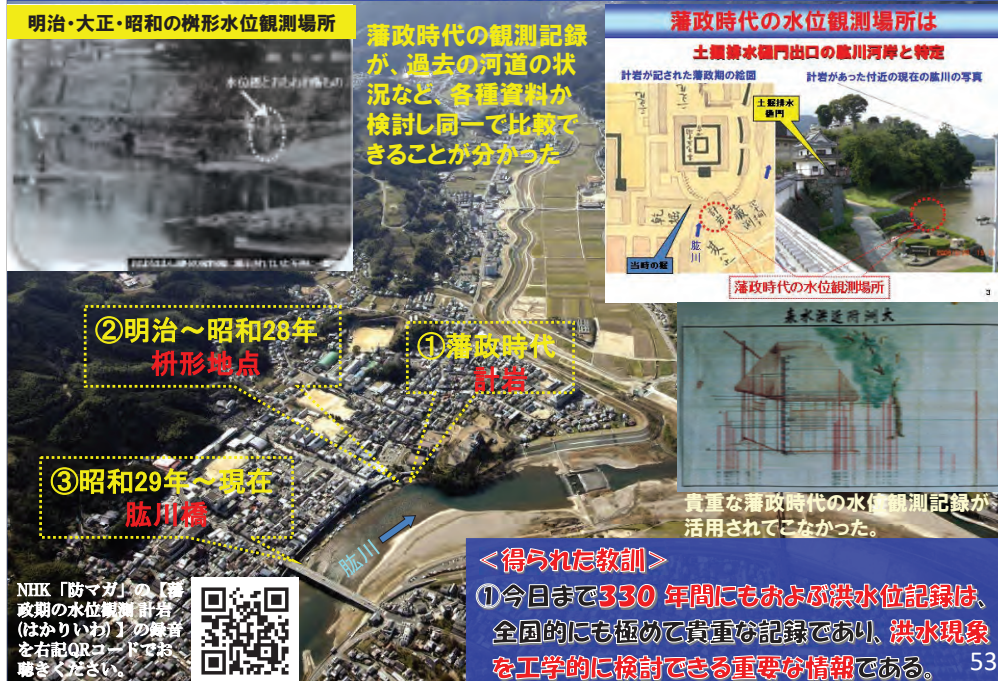 明治・大正・昭和の桝形水位観測場所
藩政時代の観測記録
が、過去の河道の状
況など、各種資料か
検討し同一で比較で
きることが分かった
藩政時代の水位観測場所は
土堀排水樋門出口の肱川河岸と特定
計岩が記された藩政期の絵図
計岩があった付近の現在の肱川の写真
土堀排水
樋門
乾堀
計岩
肱川
当時の堀
藩政時代の水位観測場所
3
②明治～昭和28年
枡形地点
①藩政時代
計岩
大洲附近洪水表
③昭和29年～現在
肱川橋
肱川
貴重な藩政時代の水位観測記録が
活用されてこなかった。
NHK「防マガ」の【藩
政期の水位観測 計岩
(はかりいわ)】の録音
を右記QRコードでお
聴きください。
＜得られた教訓＞
①今日まで330 年間にもおよぶ洪水位記録は、
全国的にも極めて貴重な記録であり、洪水現象
を工学的に検討できる重要な情報である。
53